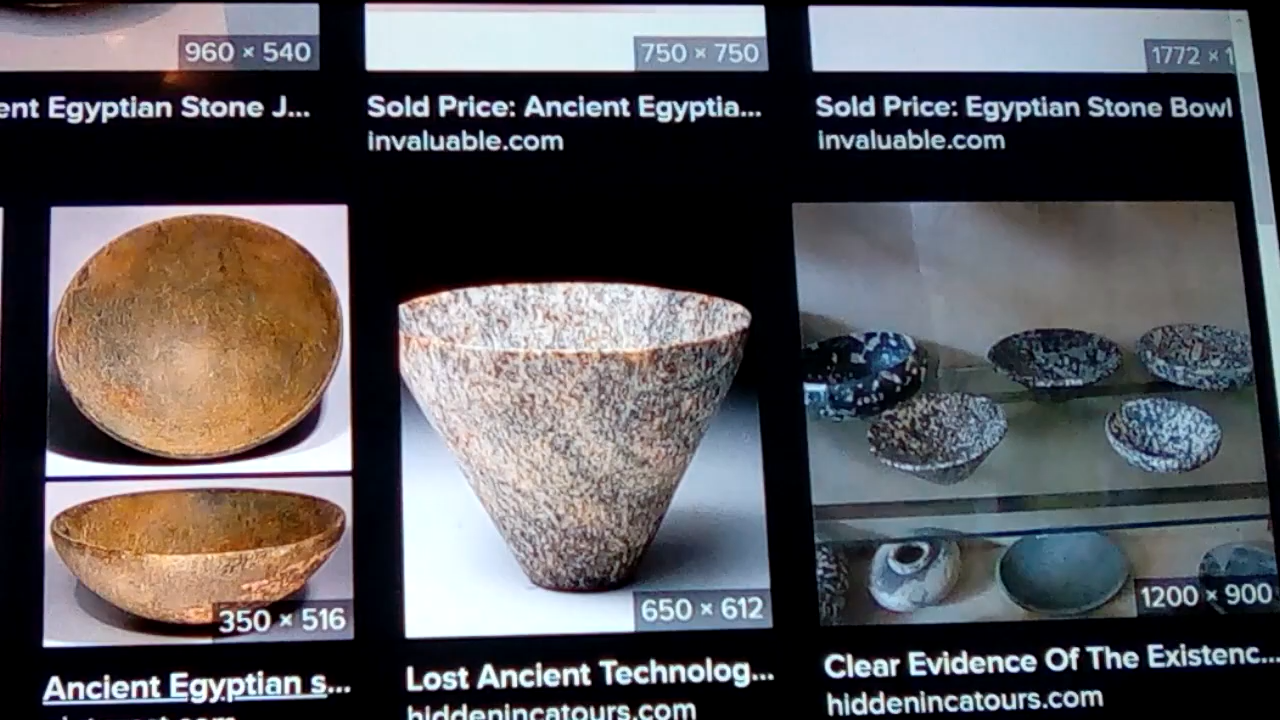 960 × 540
750 × 750
1772 × 1
ent Egyptian Stone J...
Sold Price: Ancient Egyptia...
Sold Price: Egyptian Stone Bowl
invaluable.com
invaluable.com
350 × 516
650 × 612
1200 × 900
Ancient Egyptian s...
Lost Ancient Technolog...
Clear Evidence Of The Existenc...
hiddenincatours.com
hiddenincatours.com